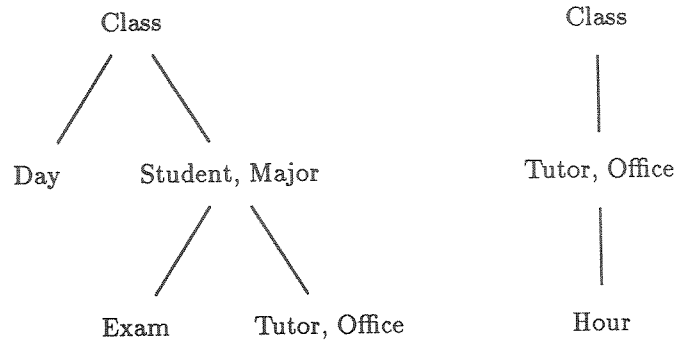 Class
Day
Student, Major
Exam
Tutor, Office
Class
Tutor, Office
Hour